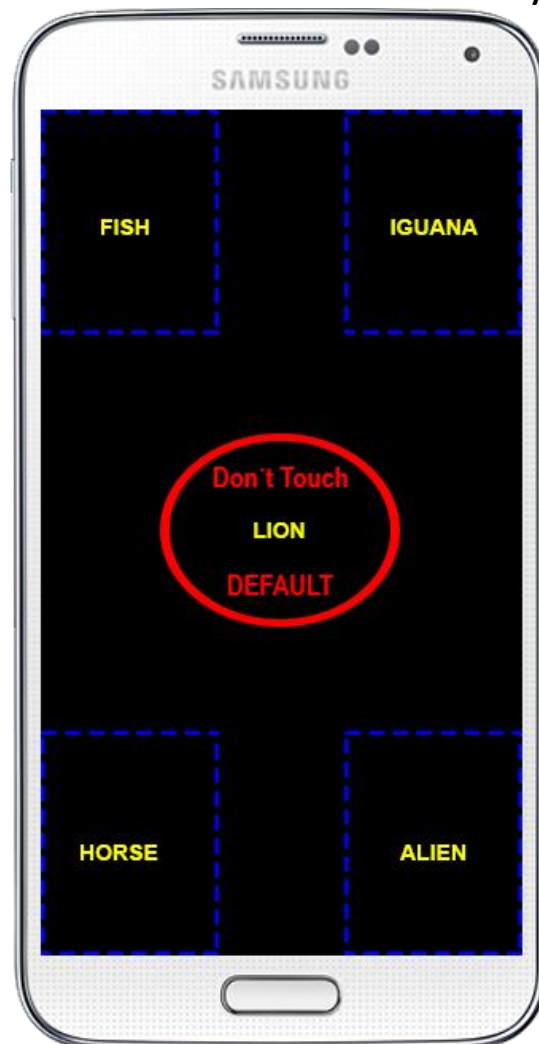 SAMSUNG
FISH
IGUANA
Don´t Touch
LION
DEFAULT
HORSE
ALIEN